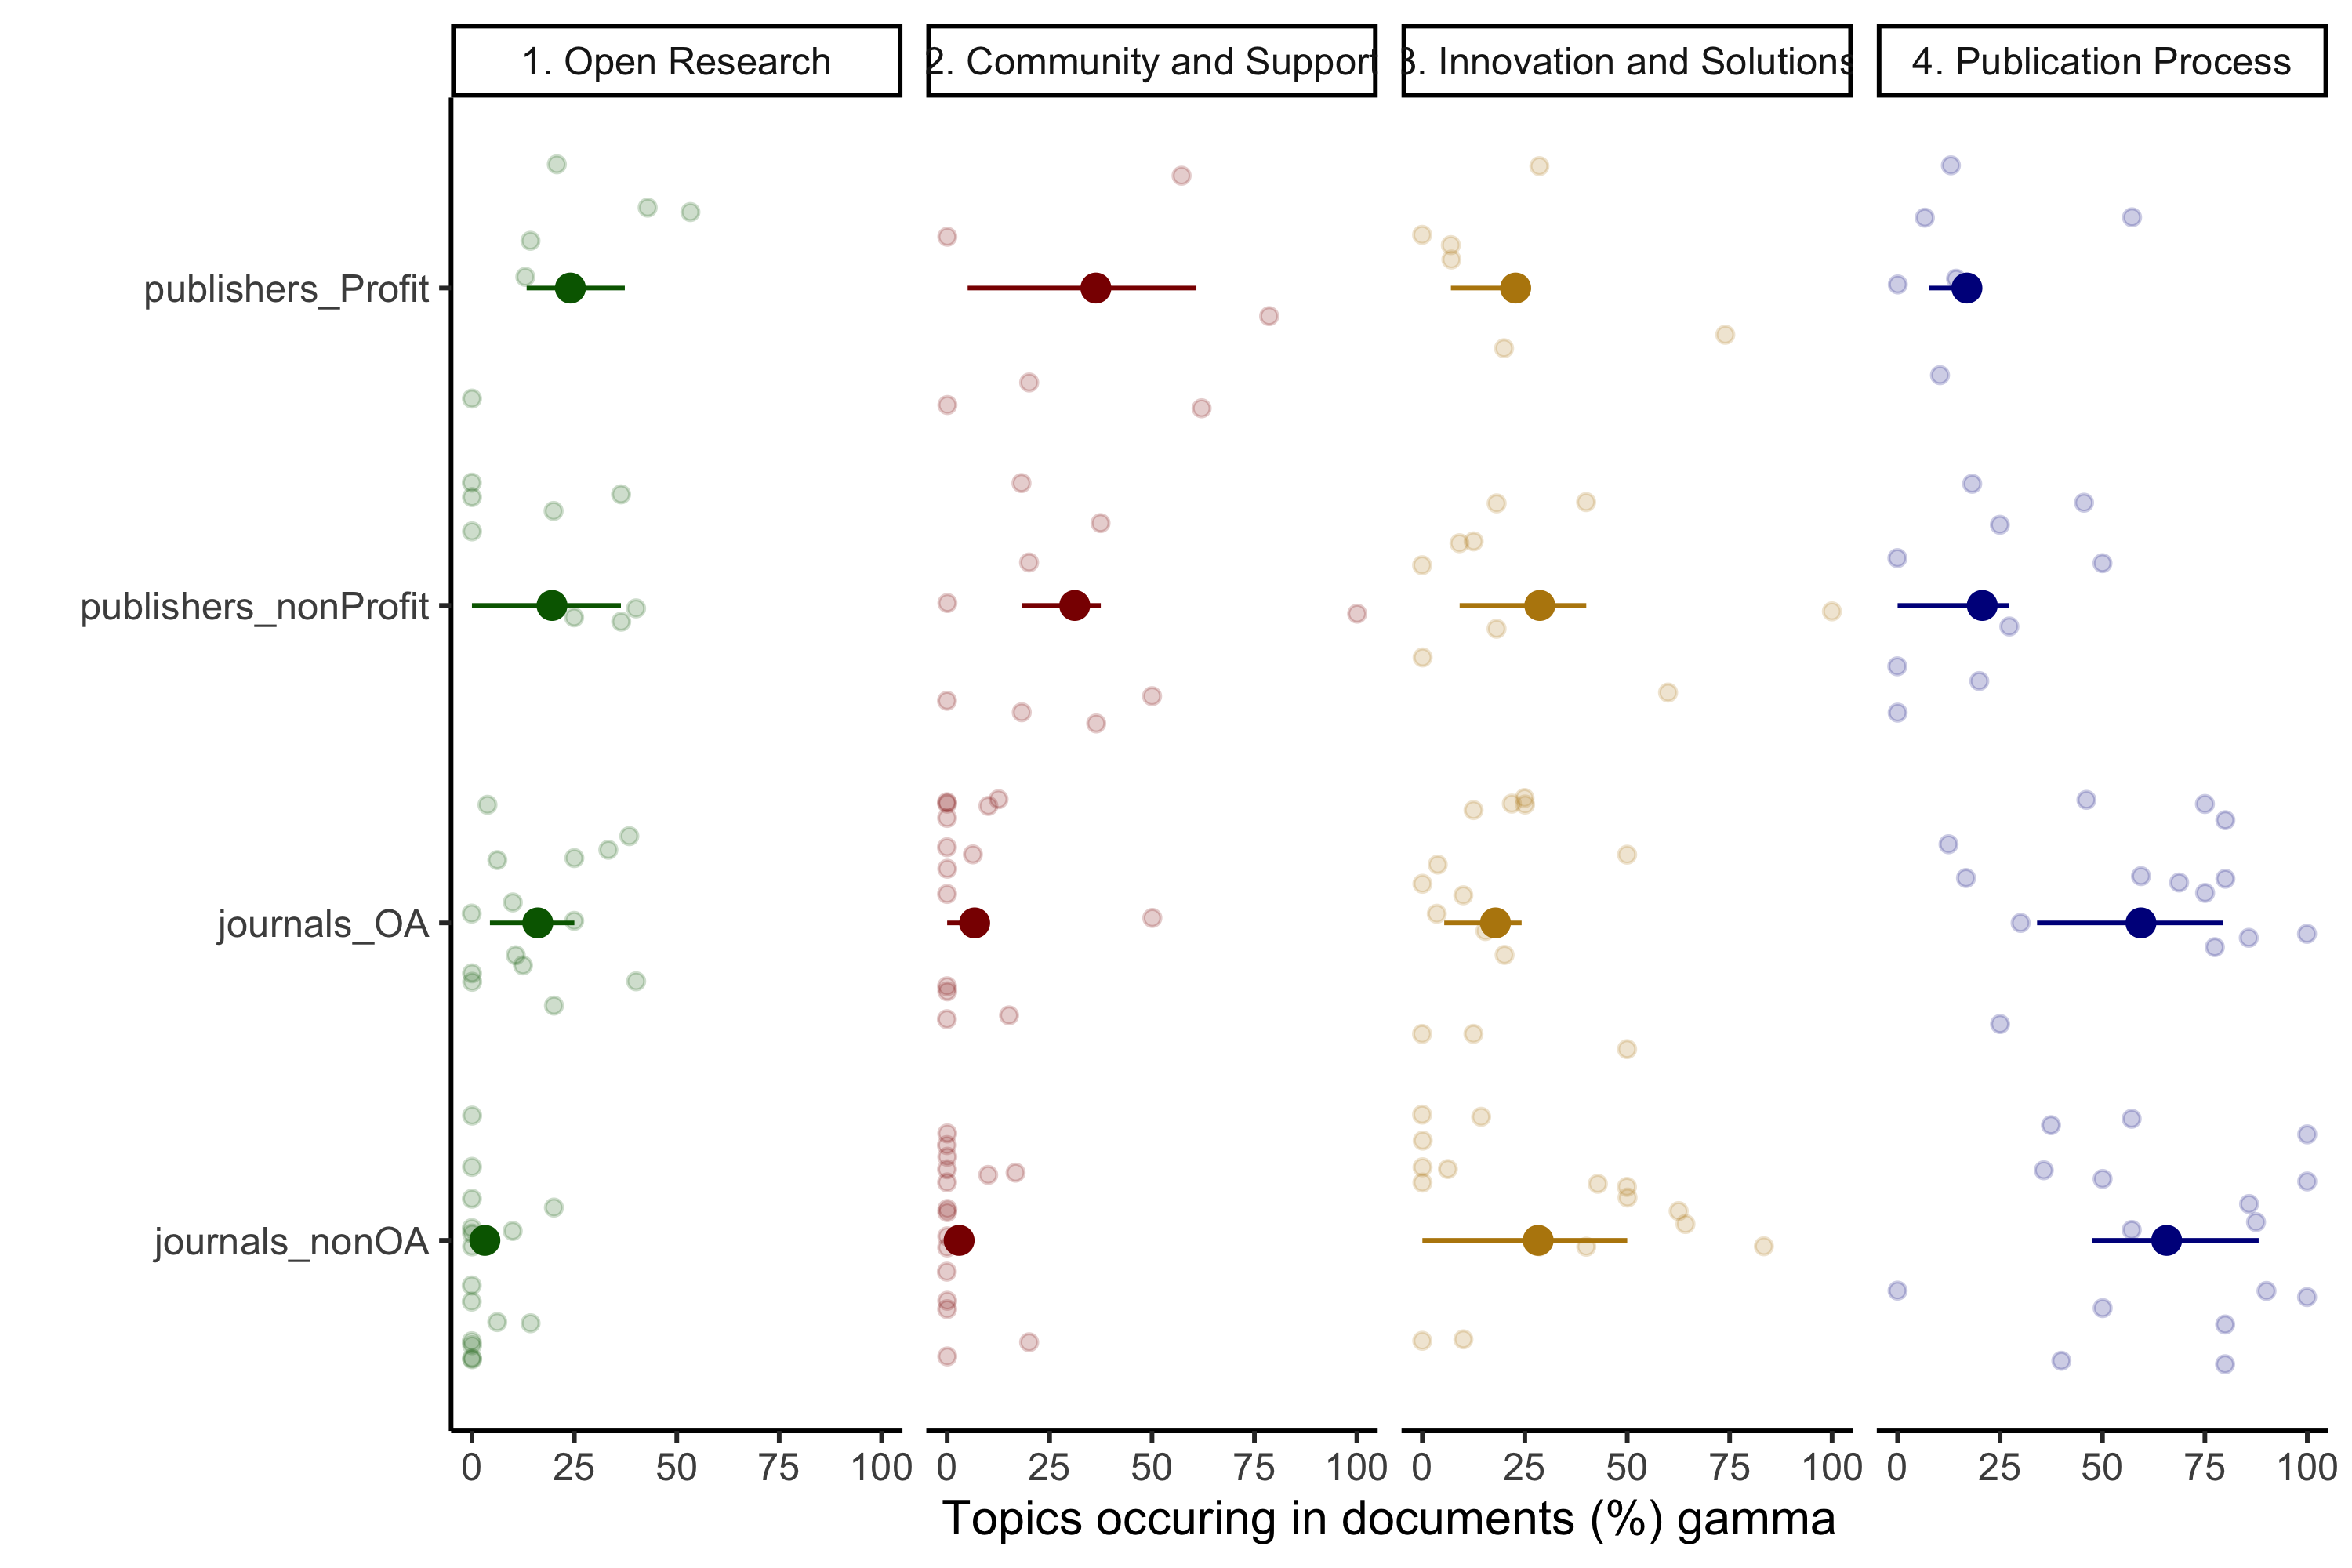 1. Open Research
2. Community and Support
3. Innovation and Solutions
4. Publication Process
publishers_Profit
publishers_nonProfit
journals_OA
journals_nonOA
0 25 50 75 100 0 25 50 75 100 0 25 50 75 100 0 25 50 75 100
Topics occuring in documents (%) gamma